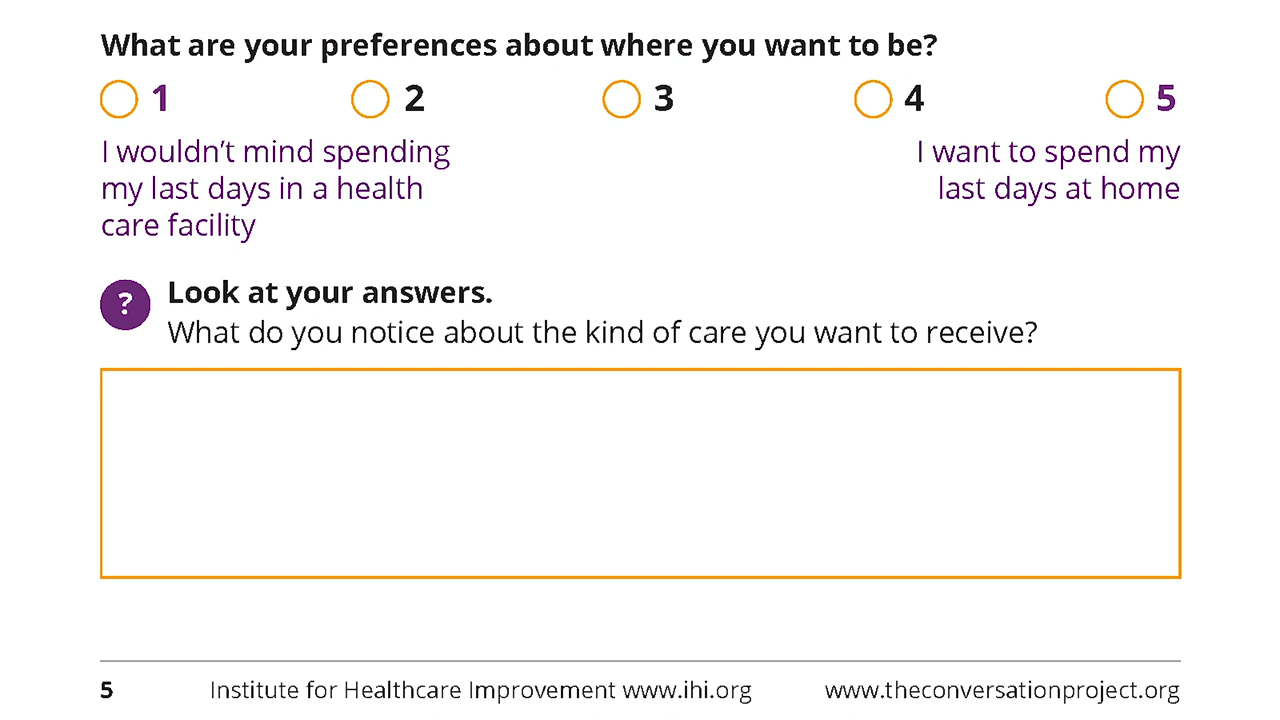 What are your preferences about where you want to be?
1 2 3 4 5
I wouldn’t mind spending
my last days in a health
care facility
I want to spend my
last days at home
?
Look at your answers.
What do you notice about the kind of care you want to receive?
5 Institute for Healthcare Improvement www.ihi.org www.theconversationproject.org